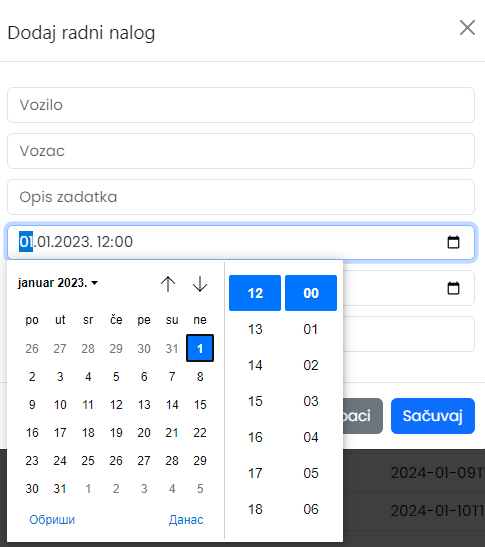 Dodaj radni nalog
Vozilo
Vozac
Opis zadatka
01.01.2023. 12:00
januar 2023.
po ut sr če pe su ne
26 27 28 29 30 31 1
2 3 4 5 6 7 8
9 10 11 12 13 14 15
16 17 18 19 20 21 22
23 24 25 26 27 28 29
30 31 1 2 3 4 5
Обриши Данас
12 00
13 01
14 02
15 03
16 04
17 05
18 06
baci Sačuvaj
2024-01-09T
2024-01-10T1